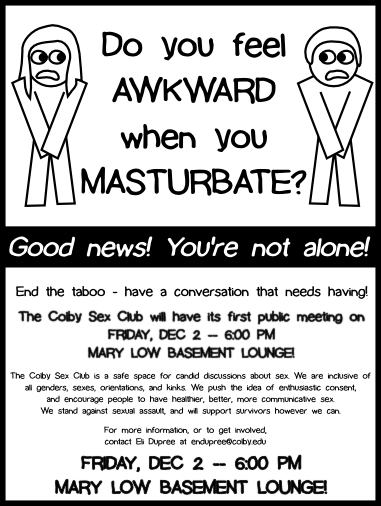 Do you feel
AWKWARD
when you
MASTURBATE?
Good news! You're not alone!
End the taboo - have a conversation that needs having!
The Colby Sex Club will have its first public meeting on
FRIDAY, DEC 2 -- 6:00 PM
MARY LOW BASEMENT LOUNGE!
The Colby Sex Club is a safe space for candid discussions about sex. We are inclusive of
all genders, sexes, orientations, and kinks. We push the idea of enthusiastic consent,
and encourage people to have healthier, better, more communicative sex.
We stand against sexual assault, and will support survivors however we can.
For more information, or to get involved,
contact Eli Dupree at endupree@colby.edu
FRIDAY, DEC 2 -- 6:00 PM
MARY LOW BASEMENT LOUNGE!